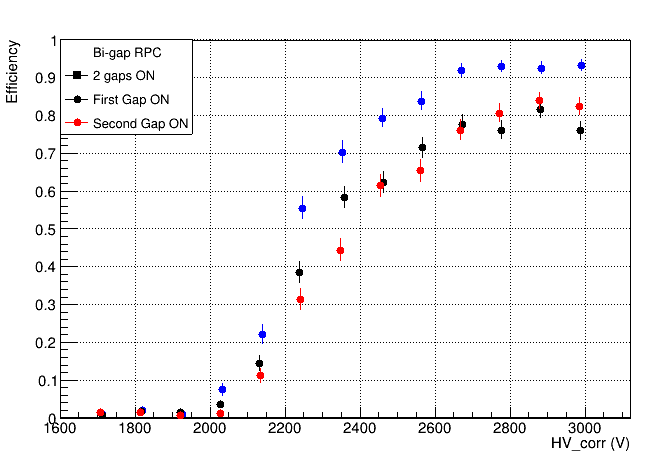 Efficiency
1
0.9
0.8
0.7
0.6
0.5
0.4
0.3
0.2
0.1
0
Bi-gap RPC
2 gaps ON
First Gap ON
Second Gap ON
1600 1800 2000 2200 2400 2600 2800 3000
HV_corr (V)